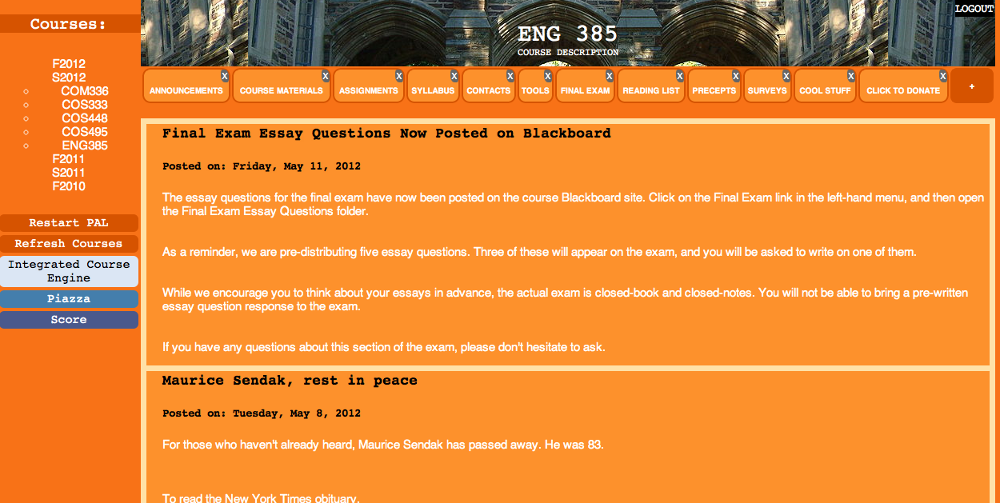 Courses:
F2012
S2012
COM336
COS333
COS448
COS495
ENG385
F2011
S2011
F2010
Restart PAL
Refresh Courses
Integrated Course
Engine
Piazza
Score
LOGOUT
ENG 385
COURSE DESCRIPTION
X X X X X X X X X X X X
ANNOUNCEMENTS COURSE MATERIALS ASSIGNMENTS SYLLABUS CONTACTS TOOLS FINAL EXAM READING LIST PRECEPTS SURVEYS COOL STUFF CLICK TO DONATE +
Final Exam Essay Questions Now Posted on Blackboard
Posted on: Friday, May 11, 2012
The essay questions for the final exam have now been posted on the course Blackboard site. Click on the Final Exam link in the left-hand menu, and then open
the Final Exam Essay Questions folder.
As a reminder, we are pre-distributing five essay questions. Three of these will appear on the exam, and you will be asked to write on one of them.
While we encourage you to think about your essays in advance, the actual exam is closed-book and closed-notes. You will not be able to bring a pre-written
essay question response to the exam.
If you have any questions about this section of the exam, please don't hesitate to ask.
Maurice Sendak, rest in peace
Posted on: Tuesday, May 8, 2012
For those who haven't already heard, Maurice Sendak has passed away. He was 83.
To read the New York Times obituary.